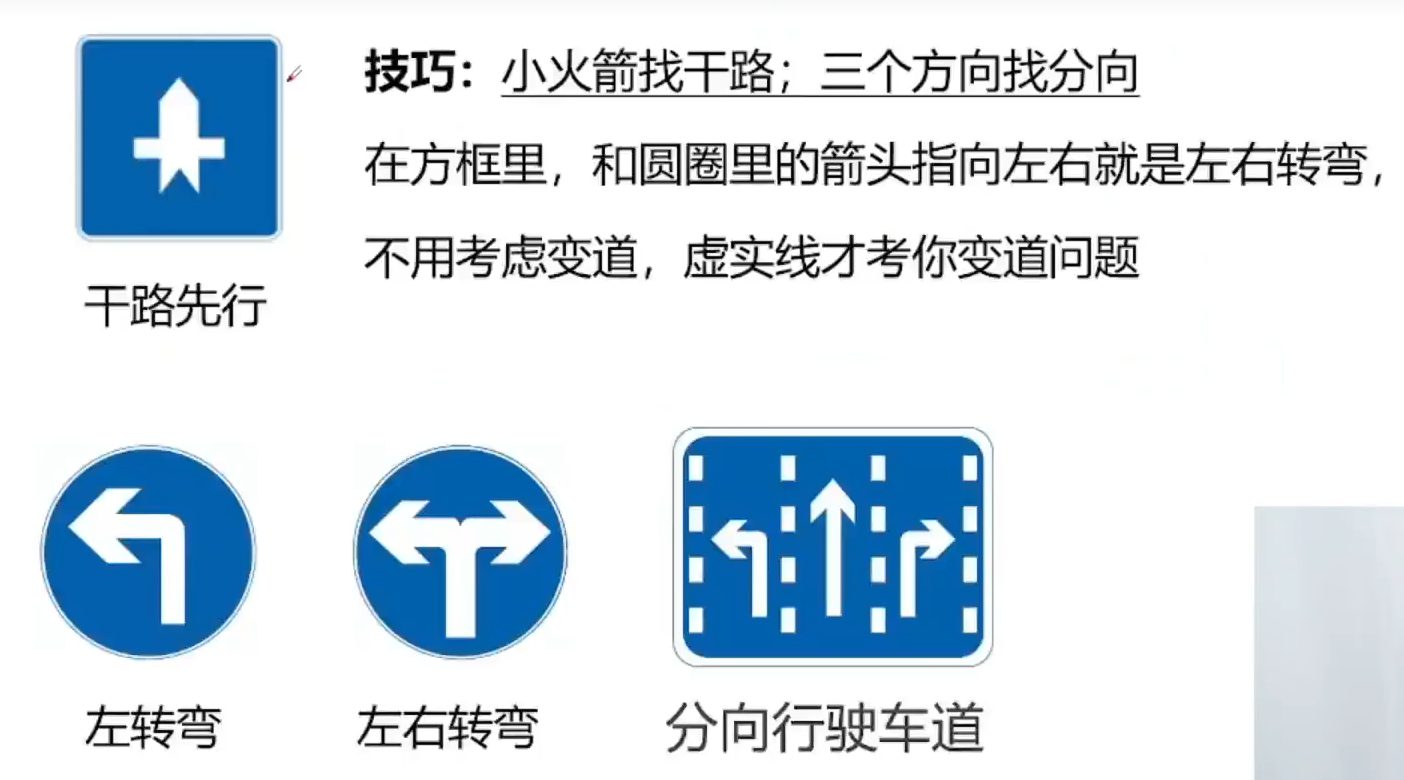 技巧：小火箭找干路；三个方向找分向
在方框里，和圆圈里的箭头指向左右就是左右转弯，
不用考虑变道，虚实线才考你变道问题
干路先行
左转弯
左右转弯
分向行驶车道